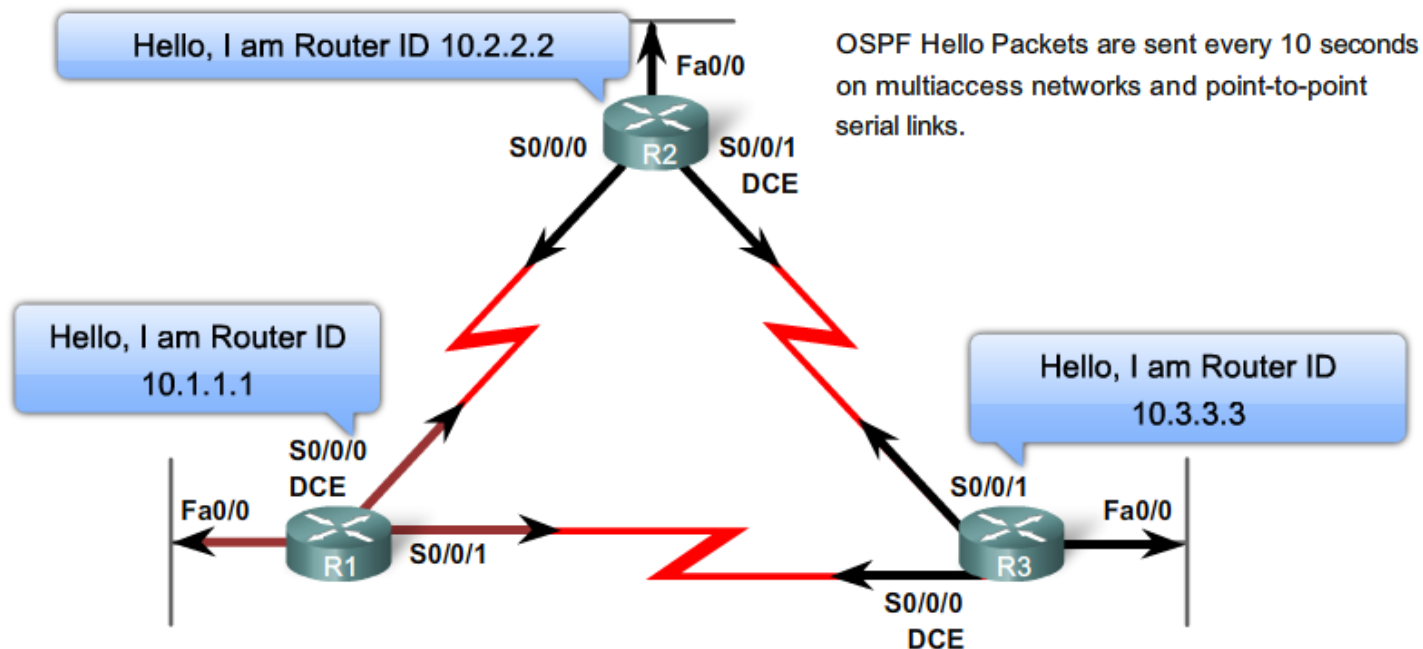 Hello, I am Router ID 10.2.2.2
OSPF Hello Packets are sent every 10 seconds
on multiaccess networks and point-to-point
serial links.
Fa0/0
S0/0/0
R2
S0/0/1
DCE
Hello, I am Router ID
10.1.1.1
Hello, I am Router ID
10.3.3.3
S0/0/0
DCE
Fa0/0
R1
S0/0/1
S0/0/1
Fa0/0
R3
S0/0/0
DCE